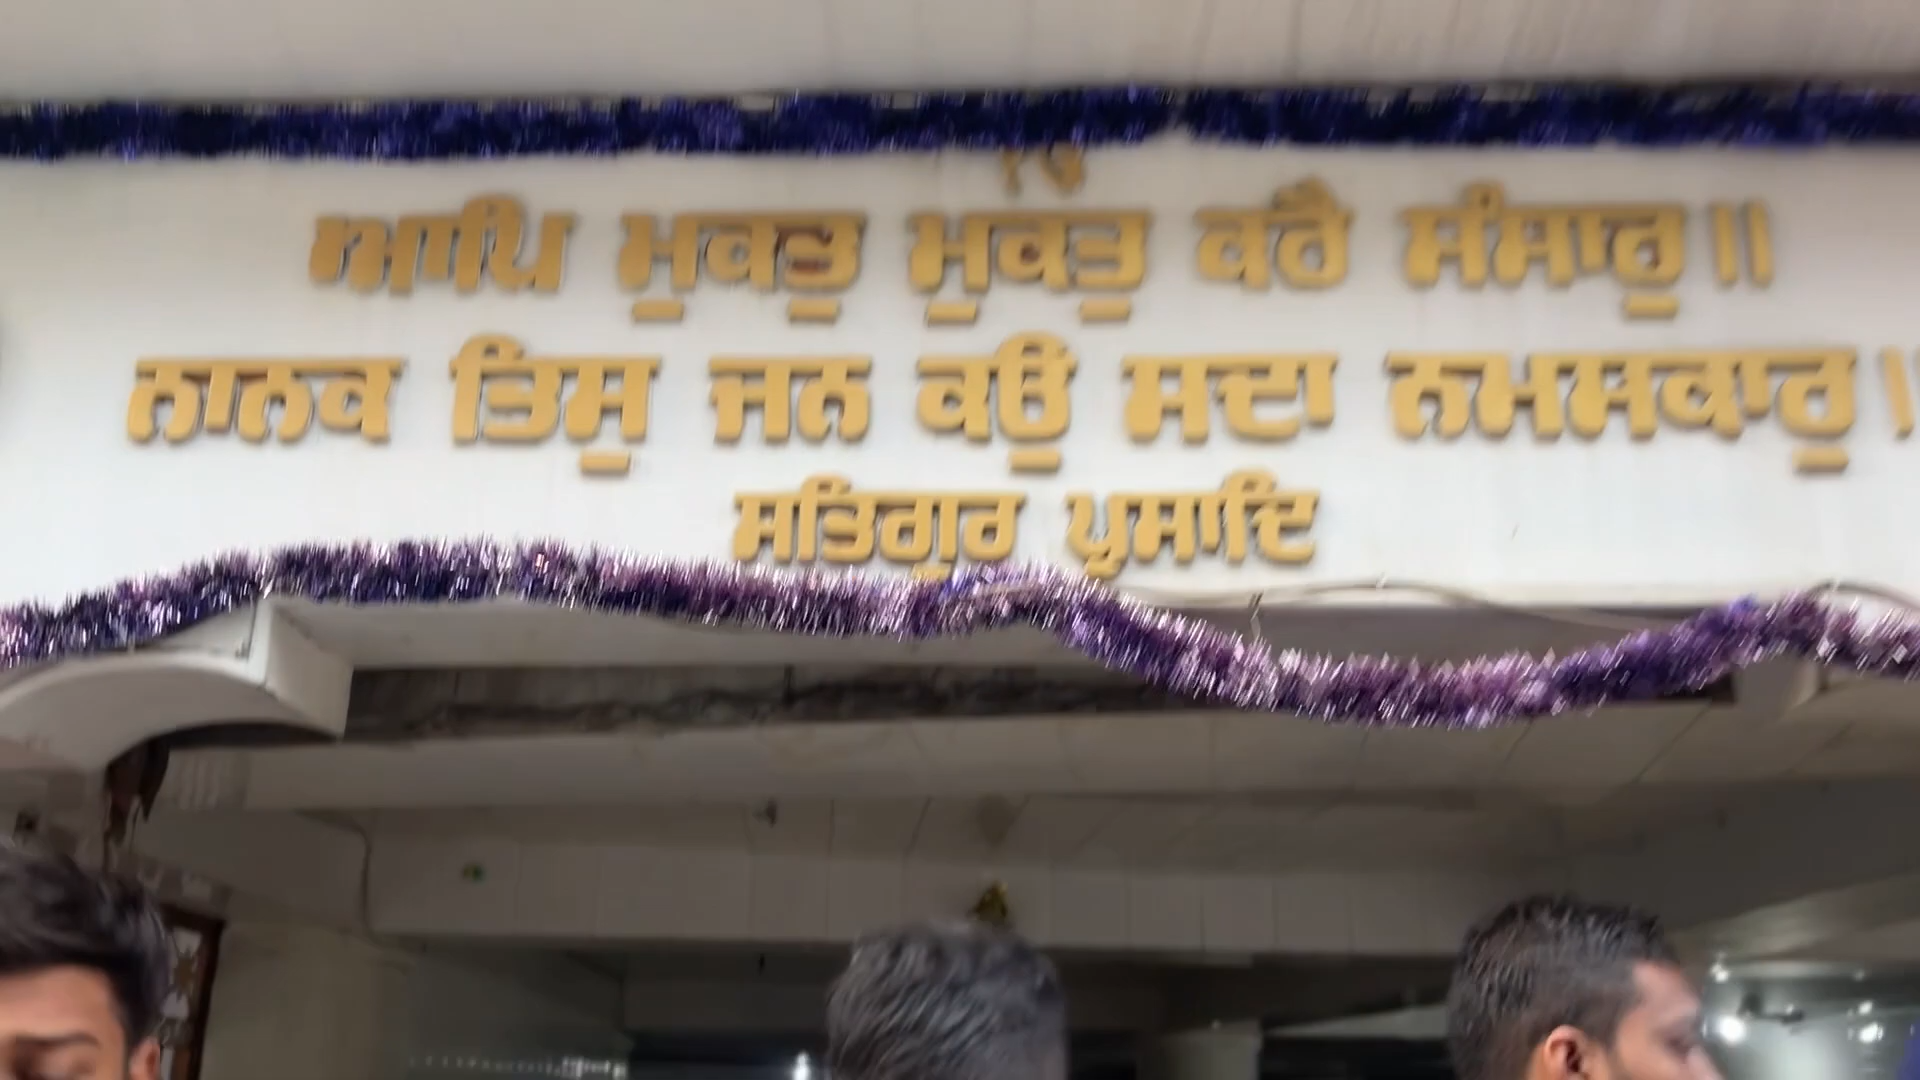 ੴ
ਆਪਿ ਮੁਕਤੁ ਮੁਕਤੁ ਕਰੈ ਸੰਸਾਰੁ॥
ਨਾਨਕ ਤਿਸੁ ਜਨ ਕਉ ਸਦਾ ਨਮਸਕਾਰੁ॥
ਸਤਿਗੁਰ ਪ੍ਰਸਾਦਿ